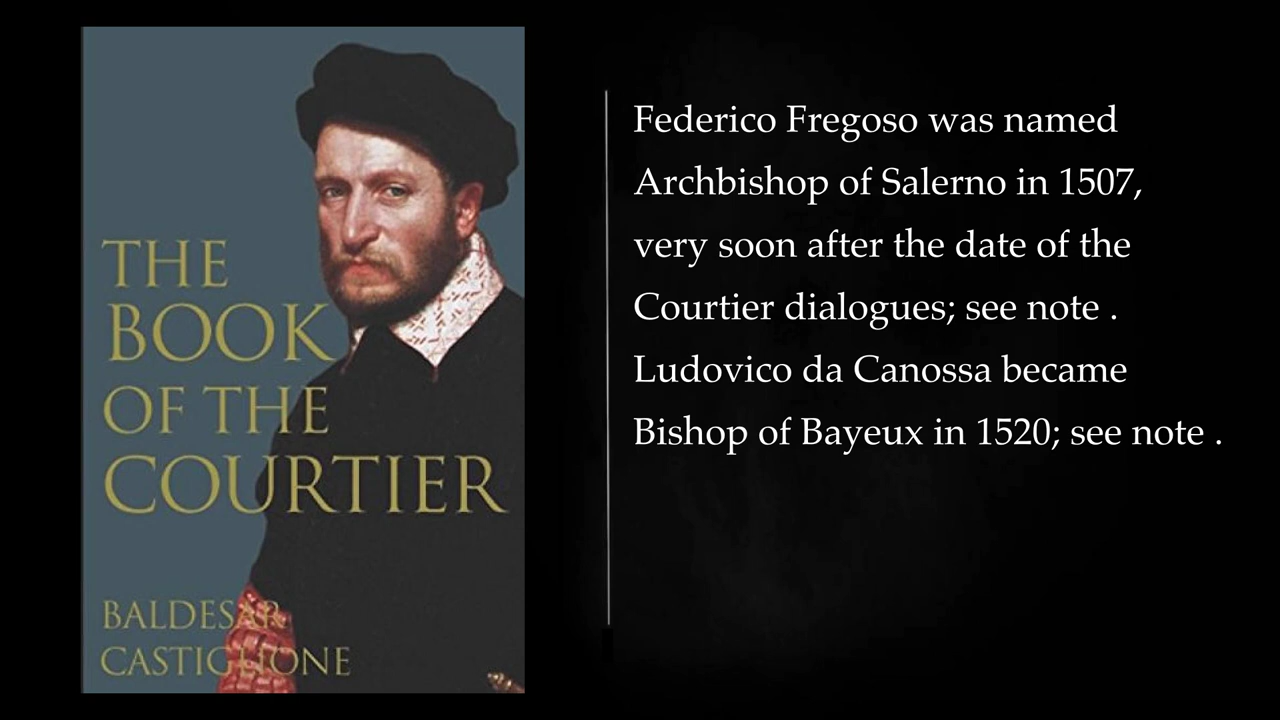 THE
BOOK
OF THE
COURTIER
BALDESAR
CASTIGLIONE
Federico Fregoso was named
Archbishop of Salerno in 1507,
very soon after the date of the
Courtier dialogues; see note .
Ludovico da Canossa became
Bishop of Bayeux in 1520; see note .